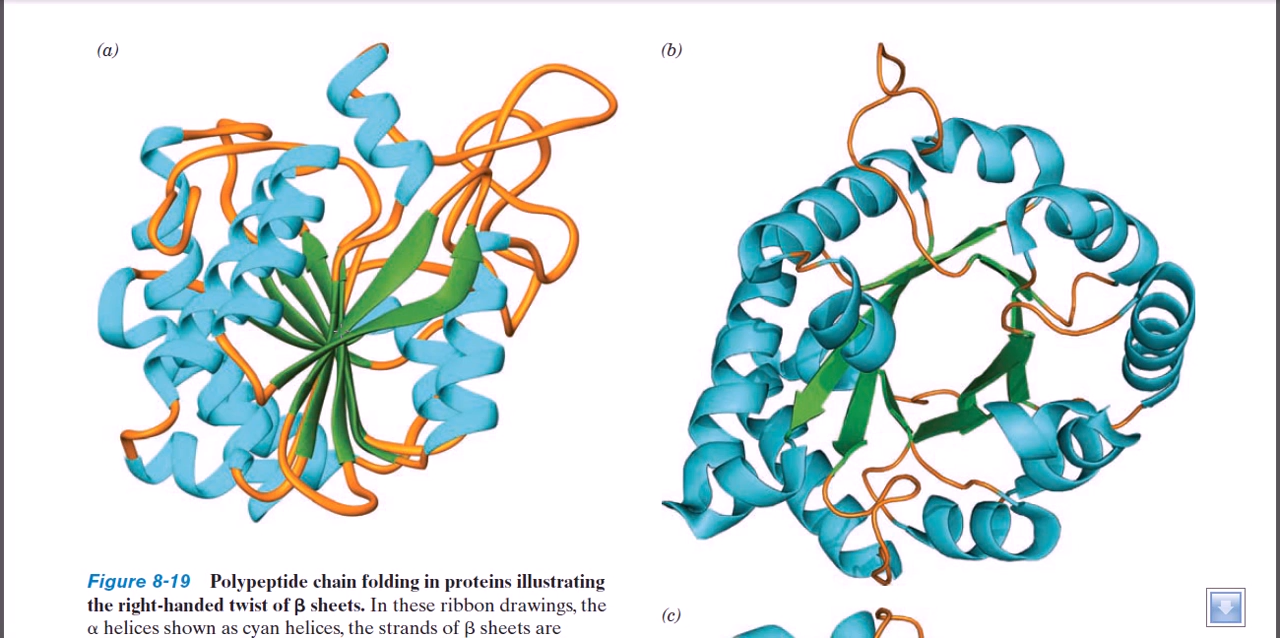 (a)
(b)
Figure 8-19 Polypeptide chain folding in proteins illustrating
the right-handed twist of β sheets. In these ribbon drawings, the
α helices shown as cyan helices, the strands of β sheets are
(c)